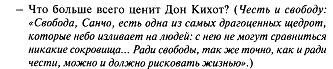 – Что больше всего ценит Дон Кихот? (Честь и свободу:
«Свобода, Санчо, есть одна из самых драгоценных щедрот,
которые небо изливает на людей: с нею не могут сравниться
никакие сокровища... Ради свободы, так же точно, как и ради
чести, можно и должно рисковать жизнью».)